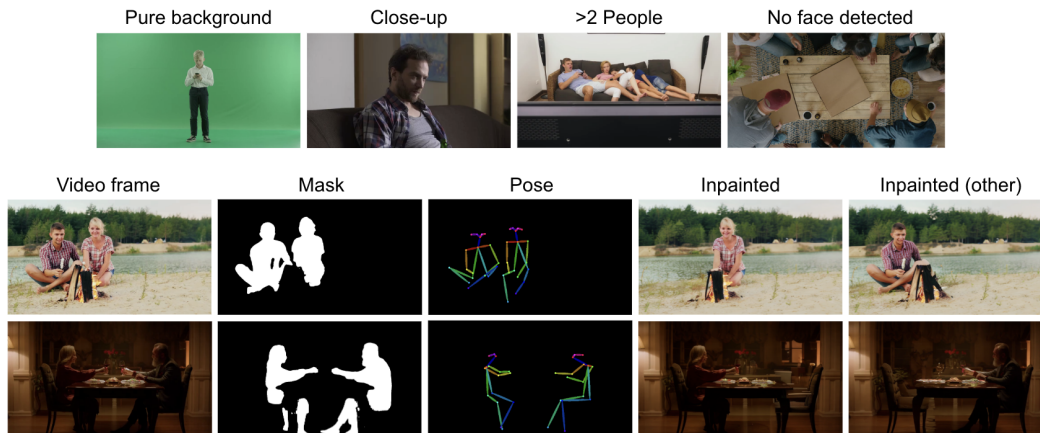 Pure background
Close-up
>2 People
No face detected
Video frame
Mask
Pose
Inpainted
Inpainted (other)